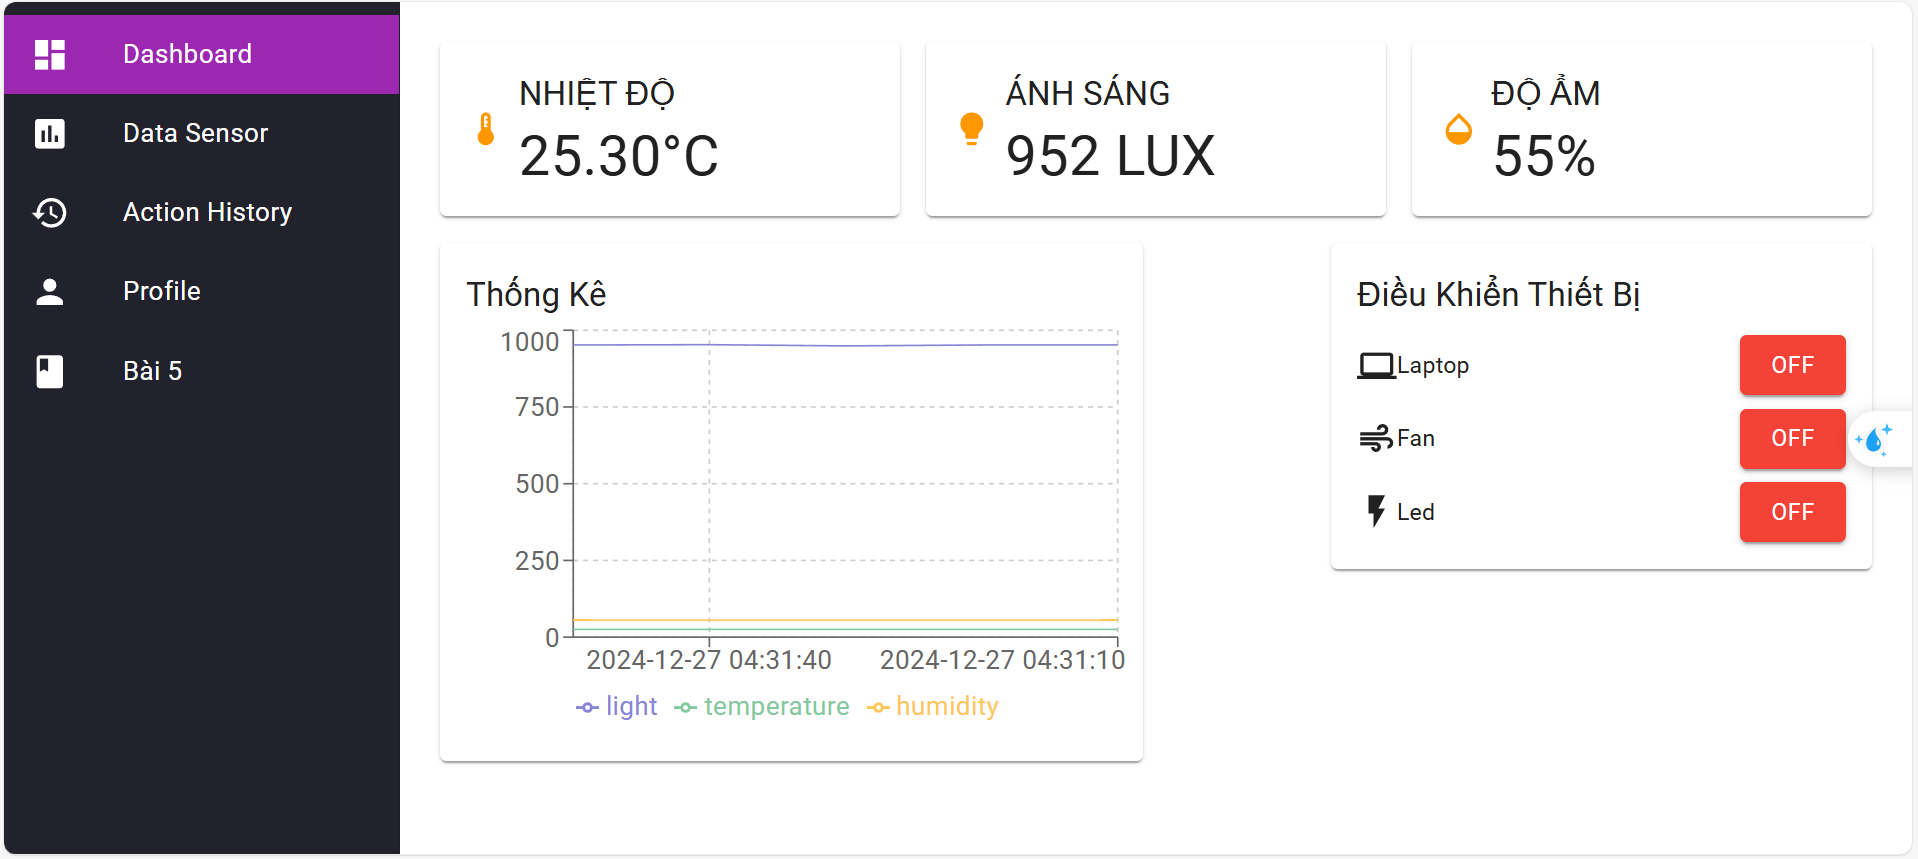 Dashboard
Data Sensor
Action History
Profile
Bài 5
NHIỆT ĐỘ
25.30°C
ÁNH SÁNG
952 LUX
ĐỘ ẨM
55%
Thống Kê
1000
750
500
250
0
2024-12-27 04:31:40 2024-12-27 04:31:10
light temperature humidity
Điều Khiển Thiết Bị
Laptop OFF
Fan OFF
Led OFF